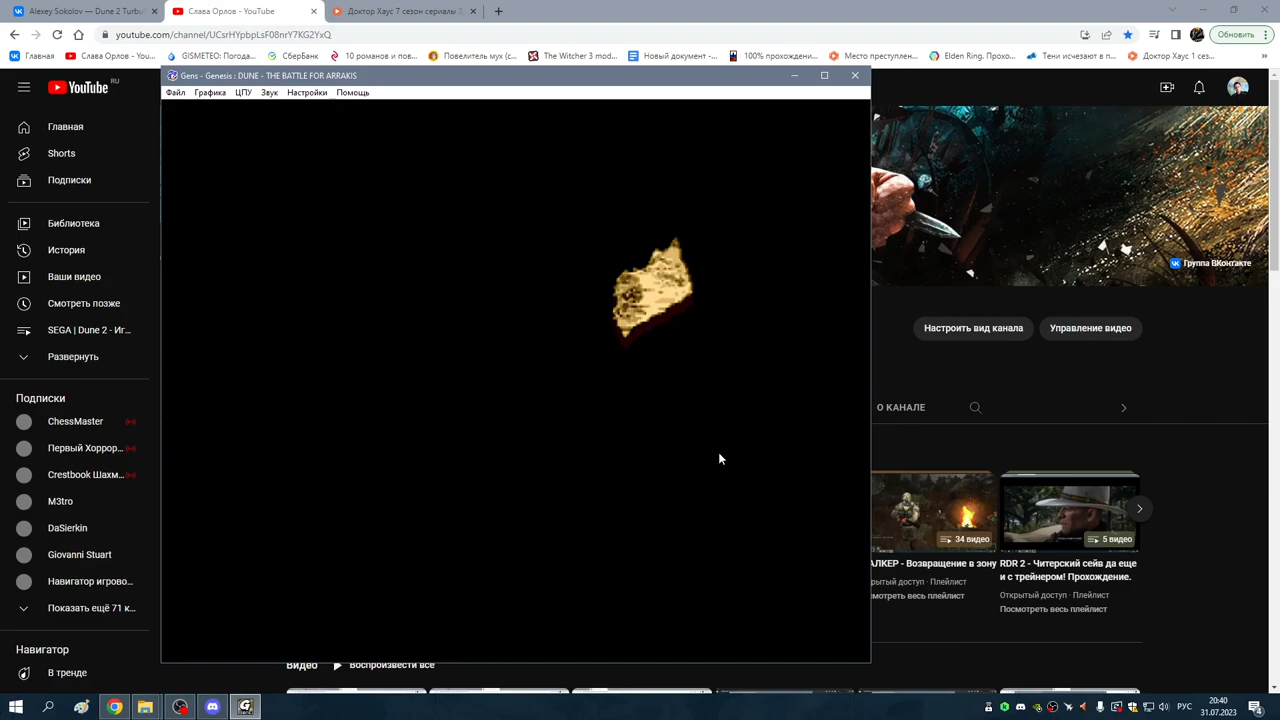 Alexey Sokolov — Dune 2 Turbul
Слава Орлов - YouTube
Доктор Хаус 7 сезон сериалы 3
youtube.com/channel/UCsrHYpbpLsF08nrY7KG2YxQ
Обновить
Главная
Слава Орлов - You...
GISMETEO: Погода...
СберБанк
10 романов и пов...
Повелитель мух (с...
The Witcher 3 mod...
Новый документ -...
100% прохождени...
Место преступлен...
Elden Ring. Прохо...
Тени исчезают в п...
Доктор Хаус 1 сез...
Gens - Genesis : DUNE - THE BATTLE FOR ARRAKIS
Файл Графика ЦПУ Звук Настройки Помощь
YouTube RU
Главная
Shorts
Подписки
Библиотека
История
Ваши видео
Смотреть позже
SEGA | Dune 2 - Иг...
Развернуть
Подписки
ChessMaster
Первый Хоррор...
Crestbook Шахм...
M3tro
DaSierkin
Giovanni Stuart
Навигатор игрово...
Показать ещё 71 к...
Навигатор
В тренде
Группа ВКонтакте
Настроить вид канала
Управление видео
О КАНАЛЕ
34 видео
5 видео
АЛКЕР - Возвращение в зону
крытый доступ · Плейлист
смотреть весь плейлист
RDR 2 - Читерский сейв да еще
и с трейнером! Прохождение.
Открытый доступ · Плейлист
Посмотреть весь плейлист
Видео
Воспроизвести все
РУС
20:40
31.07.2023
4